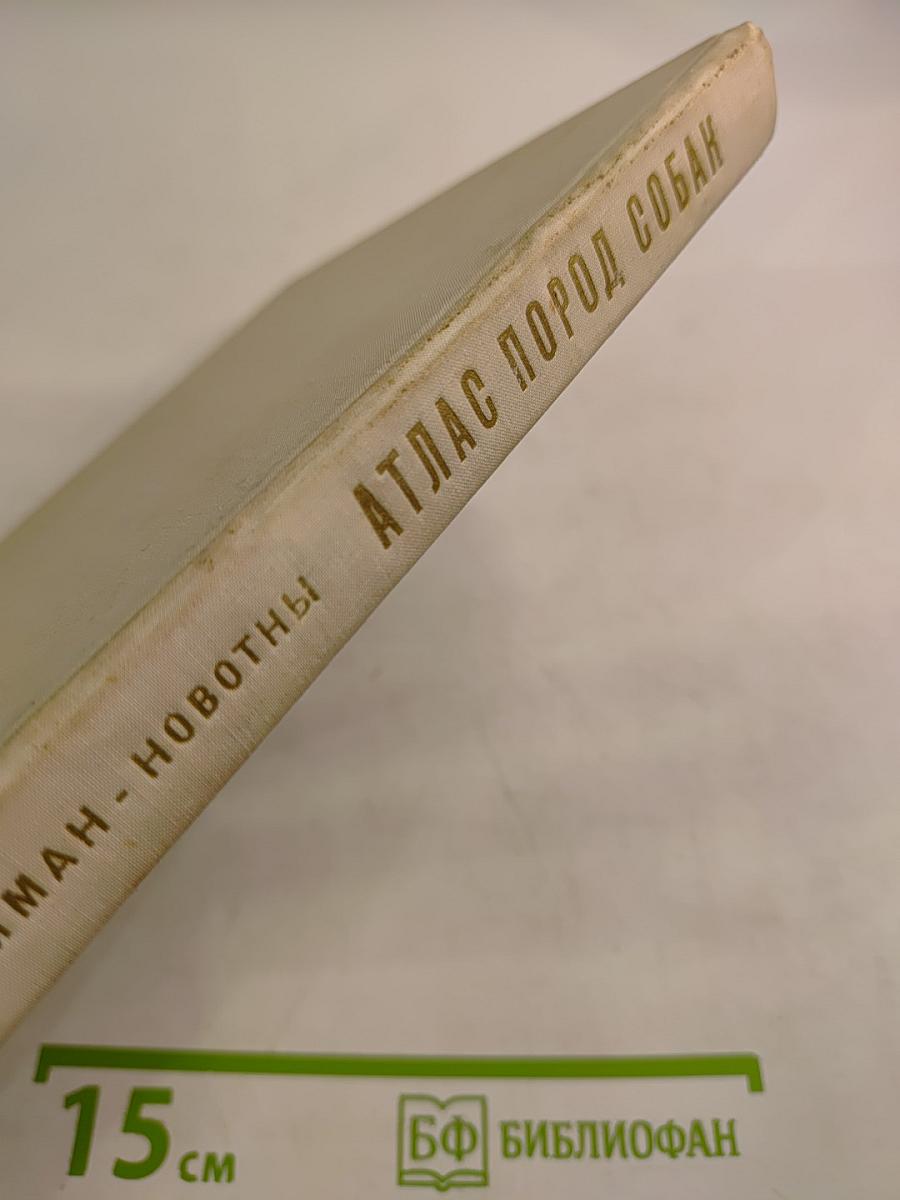 МАН - НОВОТНЫ АТЛАС ПОРОД СОБАК
15 см
БФ БИБЛИОФАН